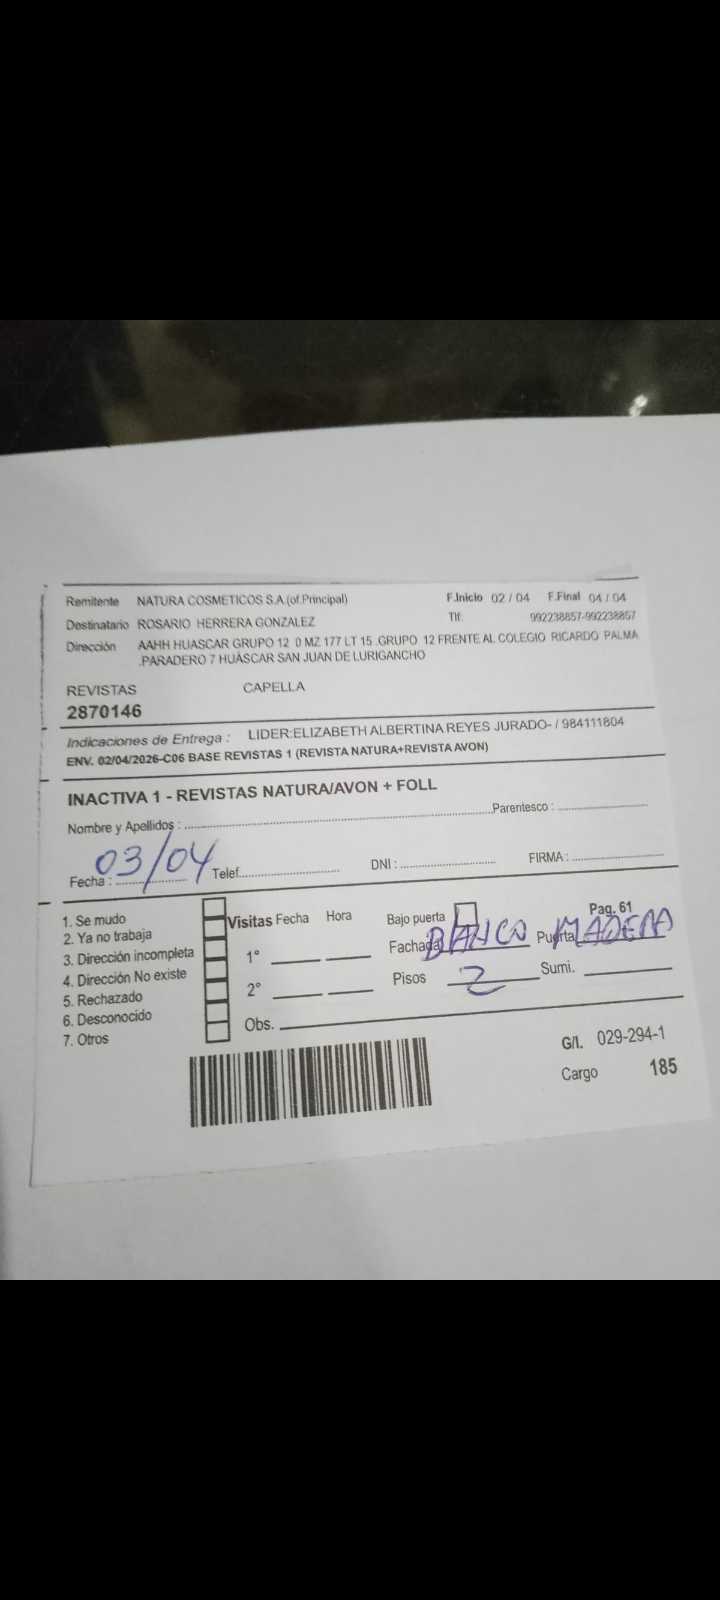 Remitente NATURA COSMETICOS S.A.(of.Principal) F.Inicio 02 / 04 F.Final 04 / 04
Destinatario ROSARIO HERRERA GONZALEZ Tlf: 992238857-992238857
Dirección AAHH HUASCAR GRUPO 12 0 MZ 177 LT 15 .GRUPO 12 FRENTE AL COLEGIO RICARDO PALMA
.PARADERO 7 HUÁSCAR SAN JUAN DE LURIGANCHO
REVISTAS CAPELLA
2870146
Indicaciones de Entrega : LIDER:ELIZABETH ALBERTINA REYES JURADO- / 984111804
ENV. 02/04/2026-C06 BASE REVISTAS 1 (REVISTA NATURA+REVISTA AVON)
INACTIVA 1 - REVISTAS NATURA/AVON + FOLL
Nombre y Apellidos : Parentesco :
Fecha : 03/04 Telef. DNI : FIRMA :
1. Se mudo Visitas Fecha Hora Bajo puerta Pag. 61
2. Ya no trabaja Fachada BLANCO Puerta MADERA
3. Dirección incompleta 1°
4. Dirección No existe 2° Pisos 2 Sumi.
5. Rechazado
6. Desconocido Obs.
7. Otros
G/I. 029-294-1
Cargo 185